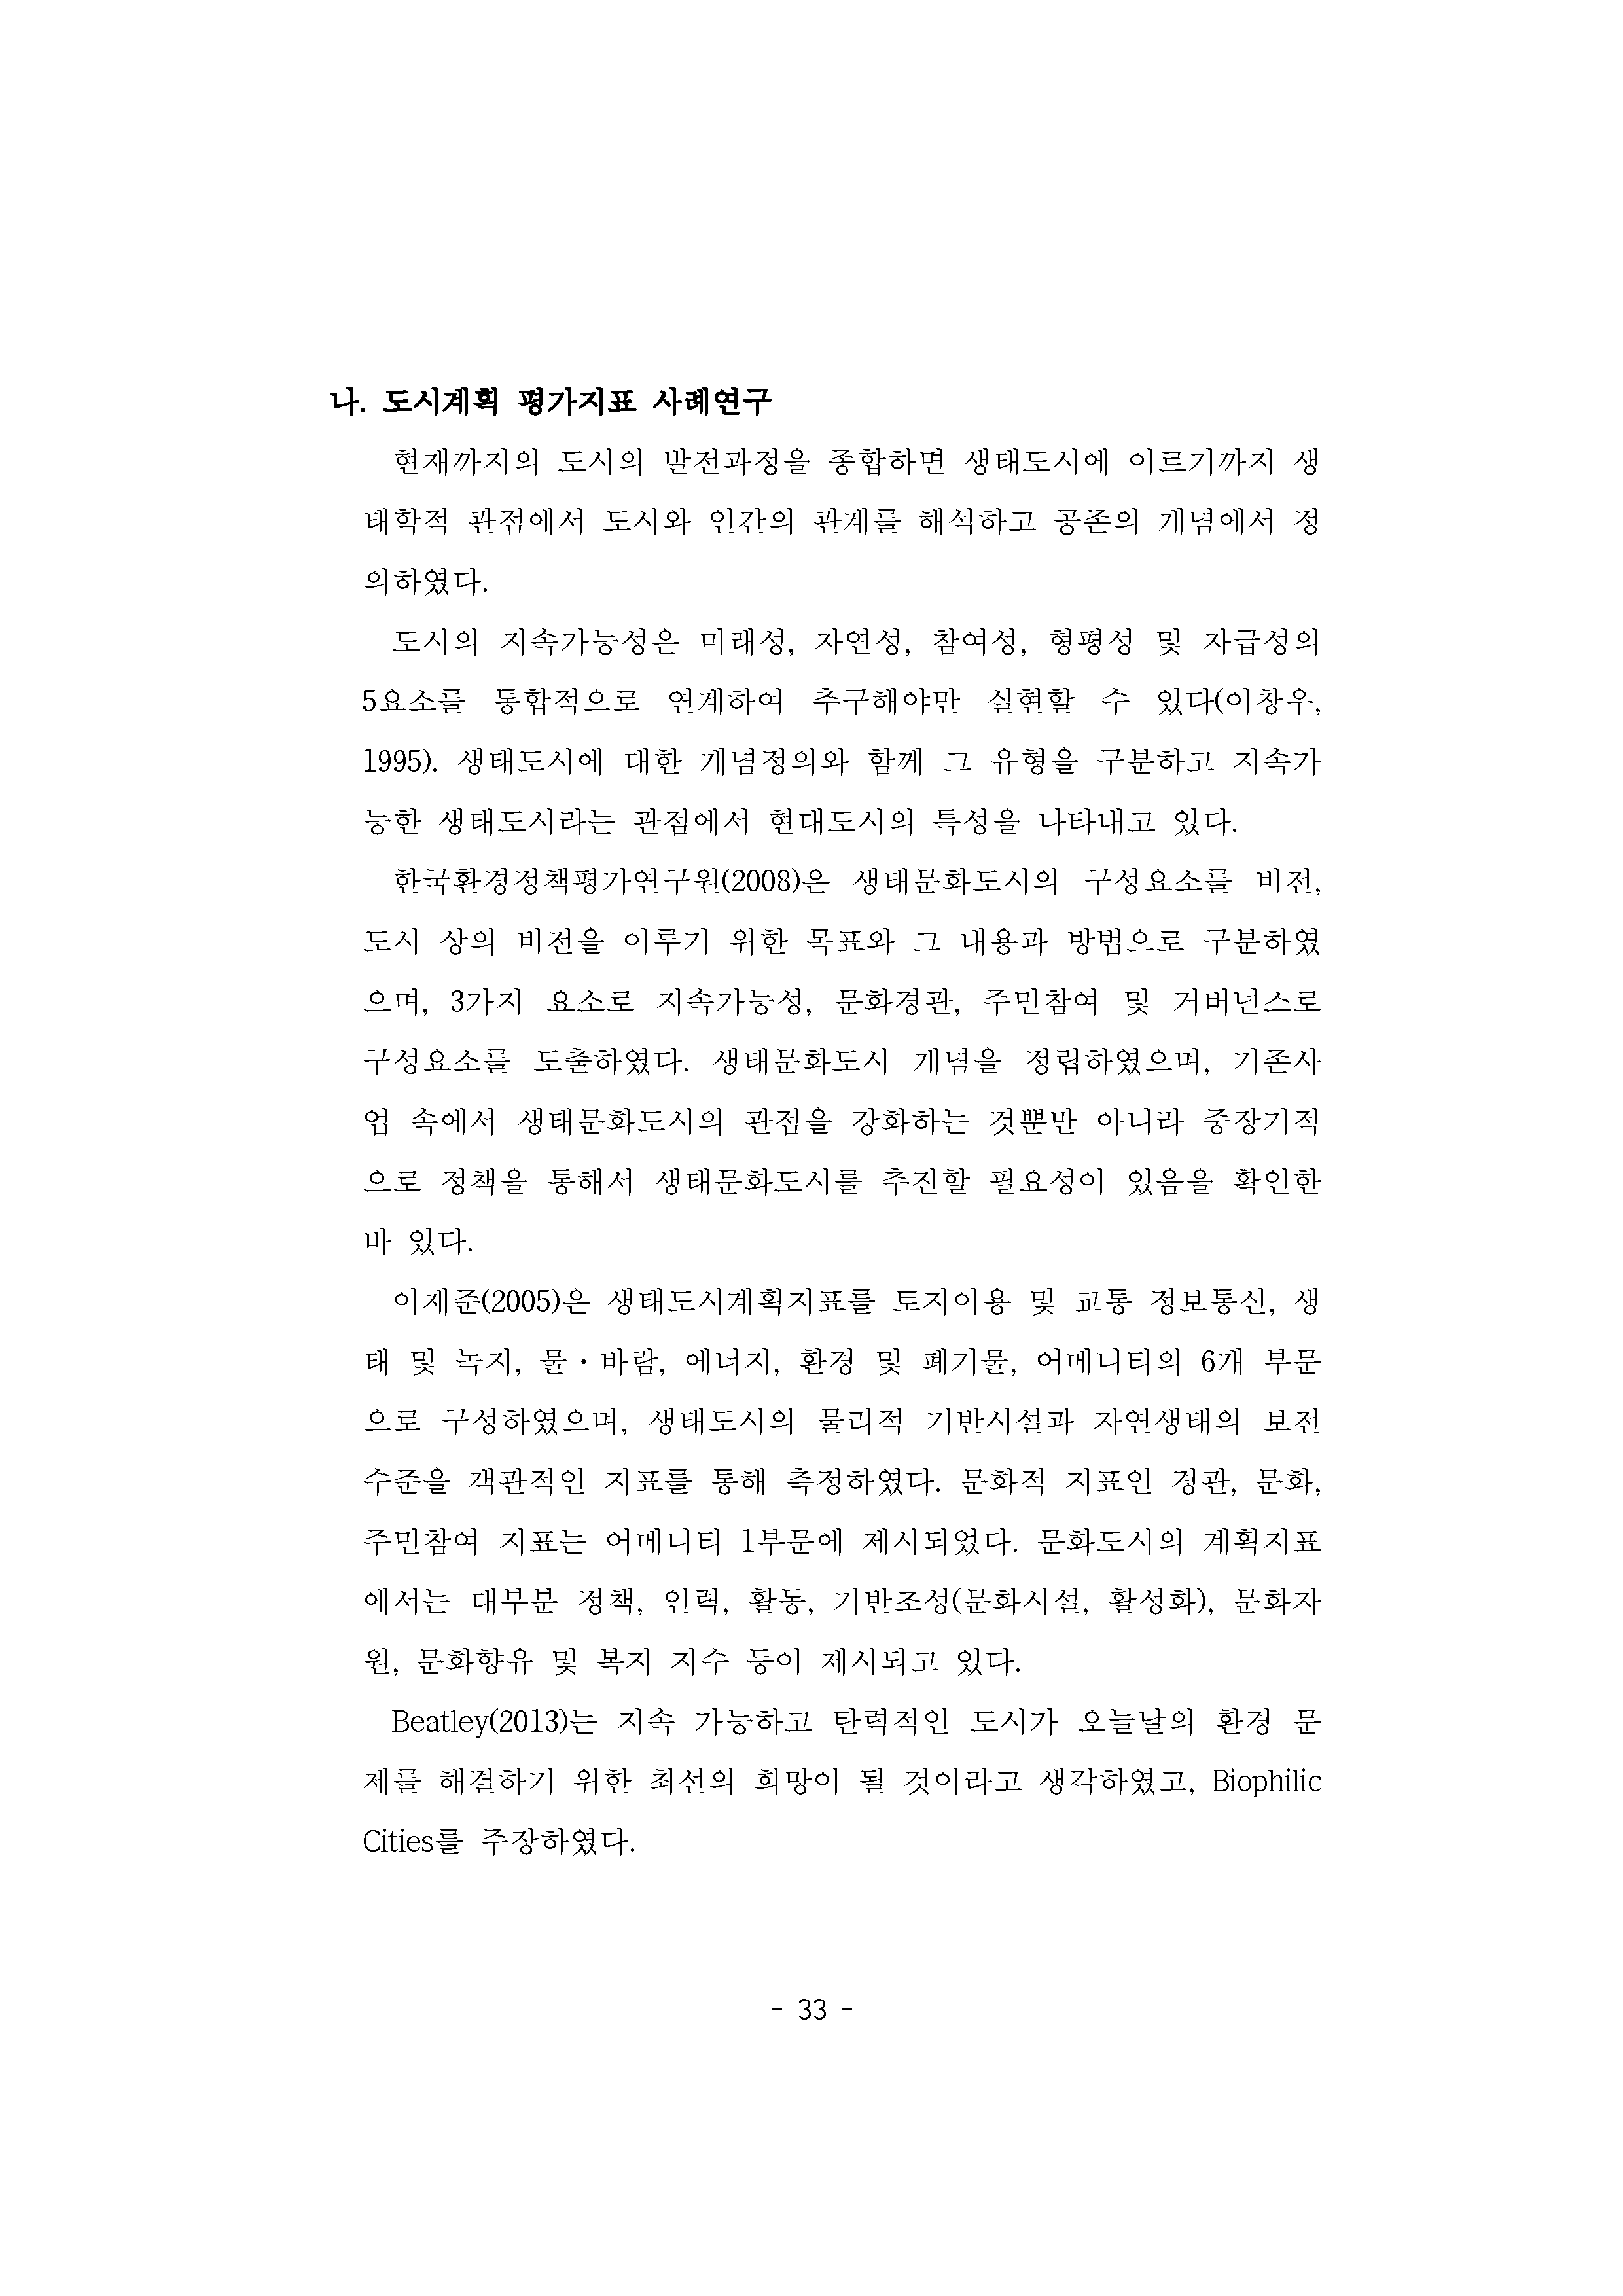 나. 도시계획 평가지표 사례연구
현재까지의 도시의 발전과정을 종합하면 생태도시에 이르기까지 생
태학적 관점에서 도시와 인간의 관계를 해석하고 공존의 개념에서 정
의하였다.
도시의 지속가능성은 미래성, 자연성, 참여성, 형평성 및 자급성의
5요소를 통합적으로 연계하여 추구해야만 실현할 수 있다(이창우,
1995). 생태도시에 대한 개념정의와 함께 그 유형을 구분하고 지속가
능한 생태도시라는 관점에서 현대도시의 특성을 나타내고 있다.
한국환경정책평가연구원(2008)은 생태문화도시의 구성요소를 비전,
도시 상의 비전을 이루기 위한 목표와 그 내용과 방법으로 구분하였
으며, 3가지 요소로 지속가능성, 문화경관, 주민참여 및 거버넌스로
구성요소를 도출하였다. 생태문화도시 개념을 정립하였으며, 기존사
업 속에서 생태문화도시의 관점을 강화하는 것뿐만 아니라 중장기적
으로 정책을 통해서 생태문화도시를 추진할 필요성이 있음을 확인한
바 있다.
이재준(2005)은 생태도시계획지표를 토지이용 및 교통 정보통신, 생
태 및 녹지, 물·바람, 에너지, 환경 및 폐기물, 어메니티의 6개 부문
으로 구성하였으며, 생태도시의 물리적 기반시설과 자연생태의 보전
수준을 객관적인 지표를 통해 측정하였다. 문화적 지표인 경관, 문화,
주민참여 지표는 어메니티 1부문에 제시되었다. 문화도시의 계획지표
에서는 대부분 정책, 인력, 활동, 기반조성(문화시설, 활성화), 문화자
원, 문화향유 및 복지 지수 등이 제시되고 있다.
Beatley(2013)는 지속 가능하고 탄력적인 도시가 오늘날의 환경 문
제를 해결하기 위한 최선의 희망이 될 것이라고 생각하였고, Biophilic
Cities를 주장하였다.
- 33 -